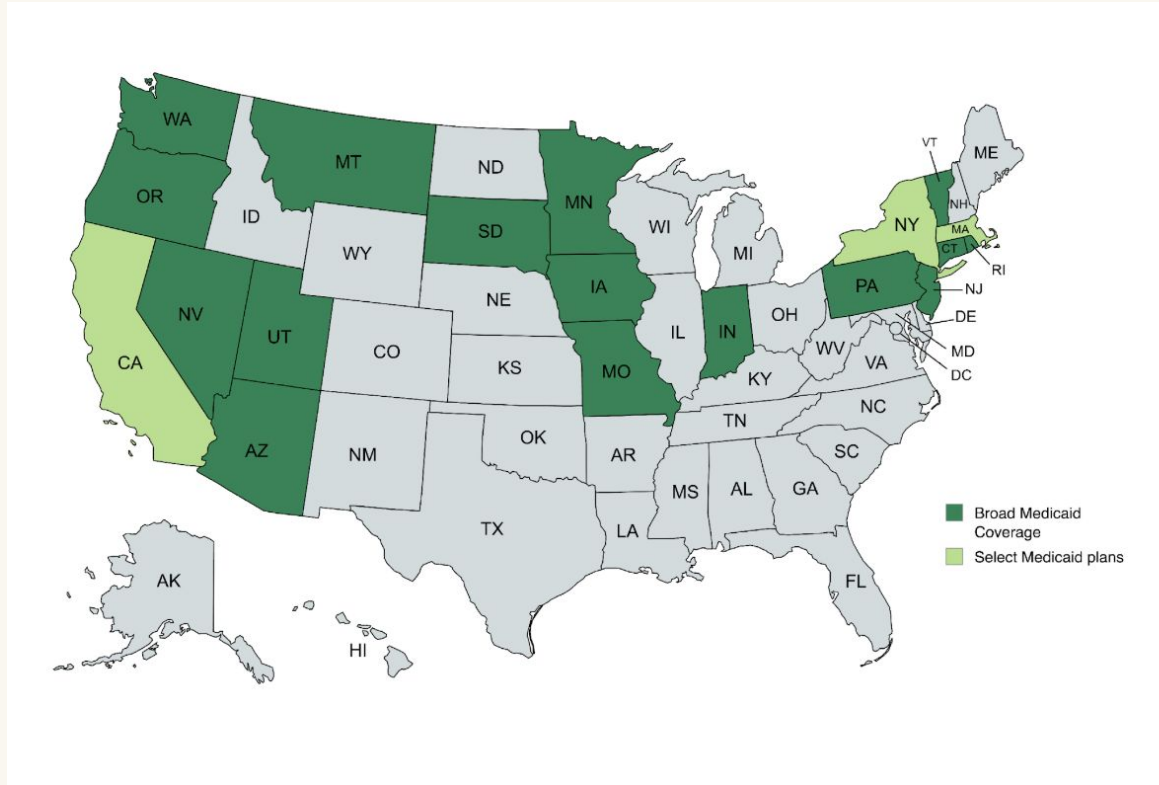 WA
MT
ND
MN
VT
ME
OR
ID
SD
WI
MI
NY
NH
MA
CT
RI
WY
IA
PA
NJ
NV
NE
IL
IN
OH
DE
UT
CO
MD
WV
VA
DC
CA
KS
MO
KY
NC
TN
AZ
NM
OK
AR
SC
MS
AL
GA
TX
LA
Broad Medicaid
Coverage
Select Medicaid plans
AK
FL
HI